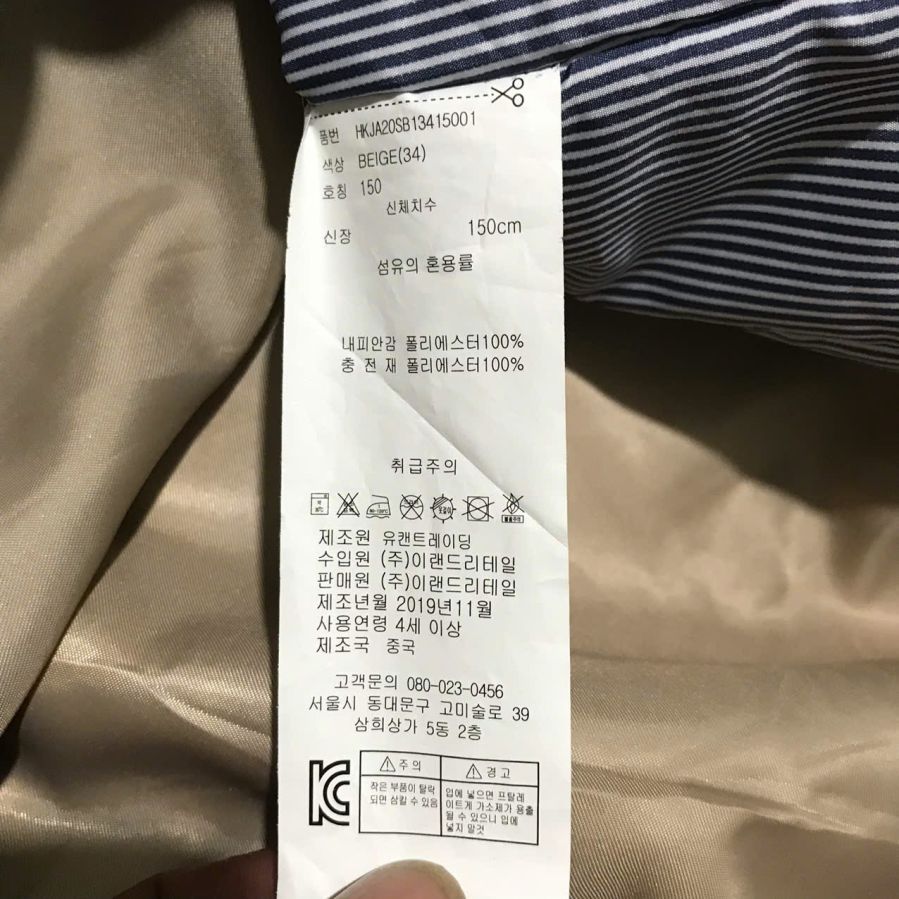 품번 HKJA20SB13415001
색상 BEIGE(34)
호칭 150
신체치수
신장 150cm
섬유의 혼용률
내피안감 폴리에스터100%
충 전 재 폴리에스터100%
취급주의
제조원 유캔트레이딩
수입원 (주)이랜드리테일
판매원 (주)이랜드리테일
제조년월 2019년11월
사용연령 4세 이상
제조국 중국
고객문의 080-023-0456
서울시 동대문구 고미술로 39
삼희상가 5동 2층
주 의
작은 부품이 탈락
되면 삼킬 수 있음
경 고
입에 넣으면 프탈레
이트계 가소제가 용출
될 수 있으니 입에
넣지 말것